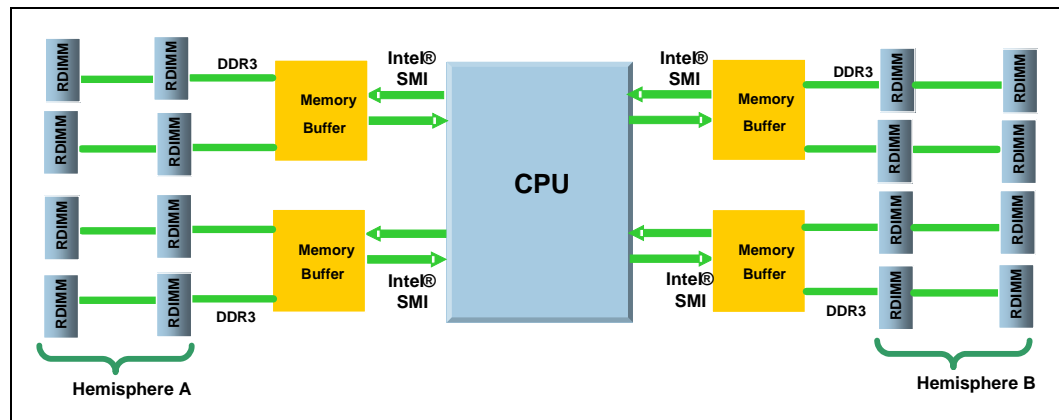 RDIMM
RDIMM
DDR3
Memory
Buffer
Intel®
SMI
CPU
Intel®
SMI
Memory
Buffer
DDR3
RDIMM
RDIMM
RDIMM
RDIMM
RDIMM
RDIMM
RDIMM
RDIMM
Memory
Buffer
Intel®
SMI
Intel®
SMI
Memory
Buffer
RDIMM
RDIMM
RDIMM
RDIMM
DDR3
DDR3
RDIMM
RDIMM
Hemisphere A
Hemisphere B